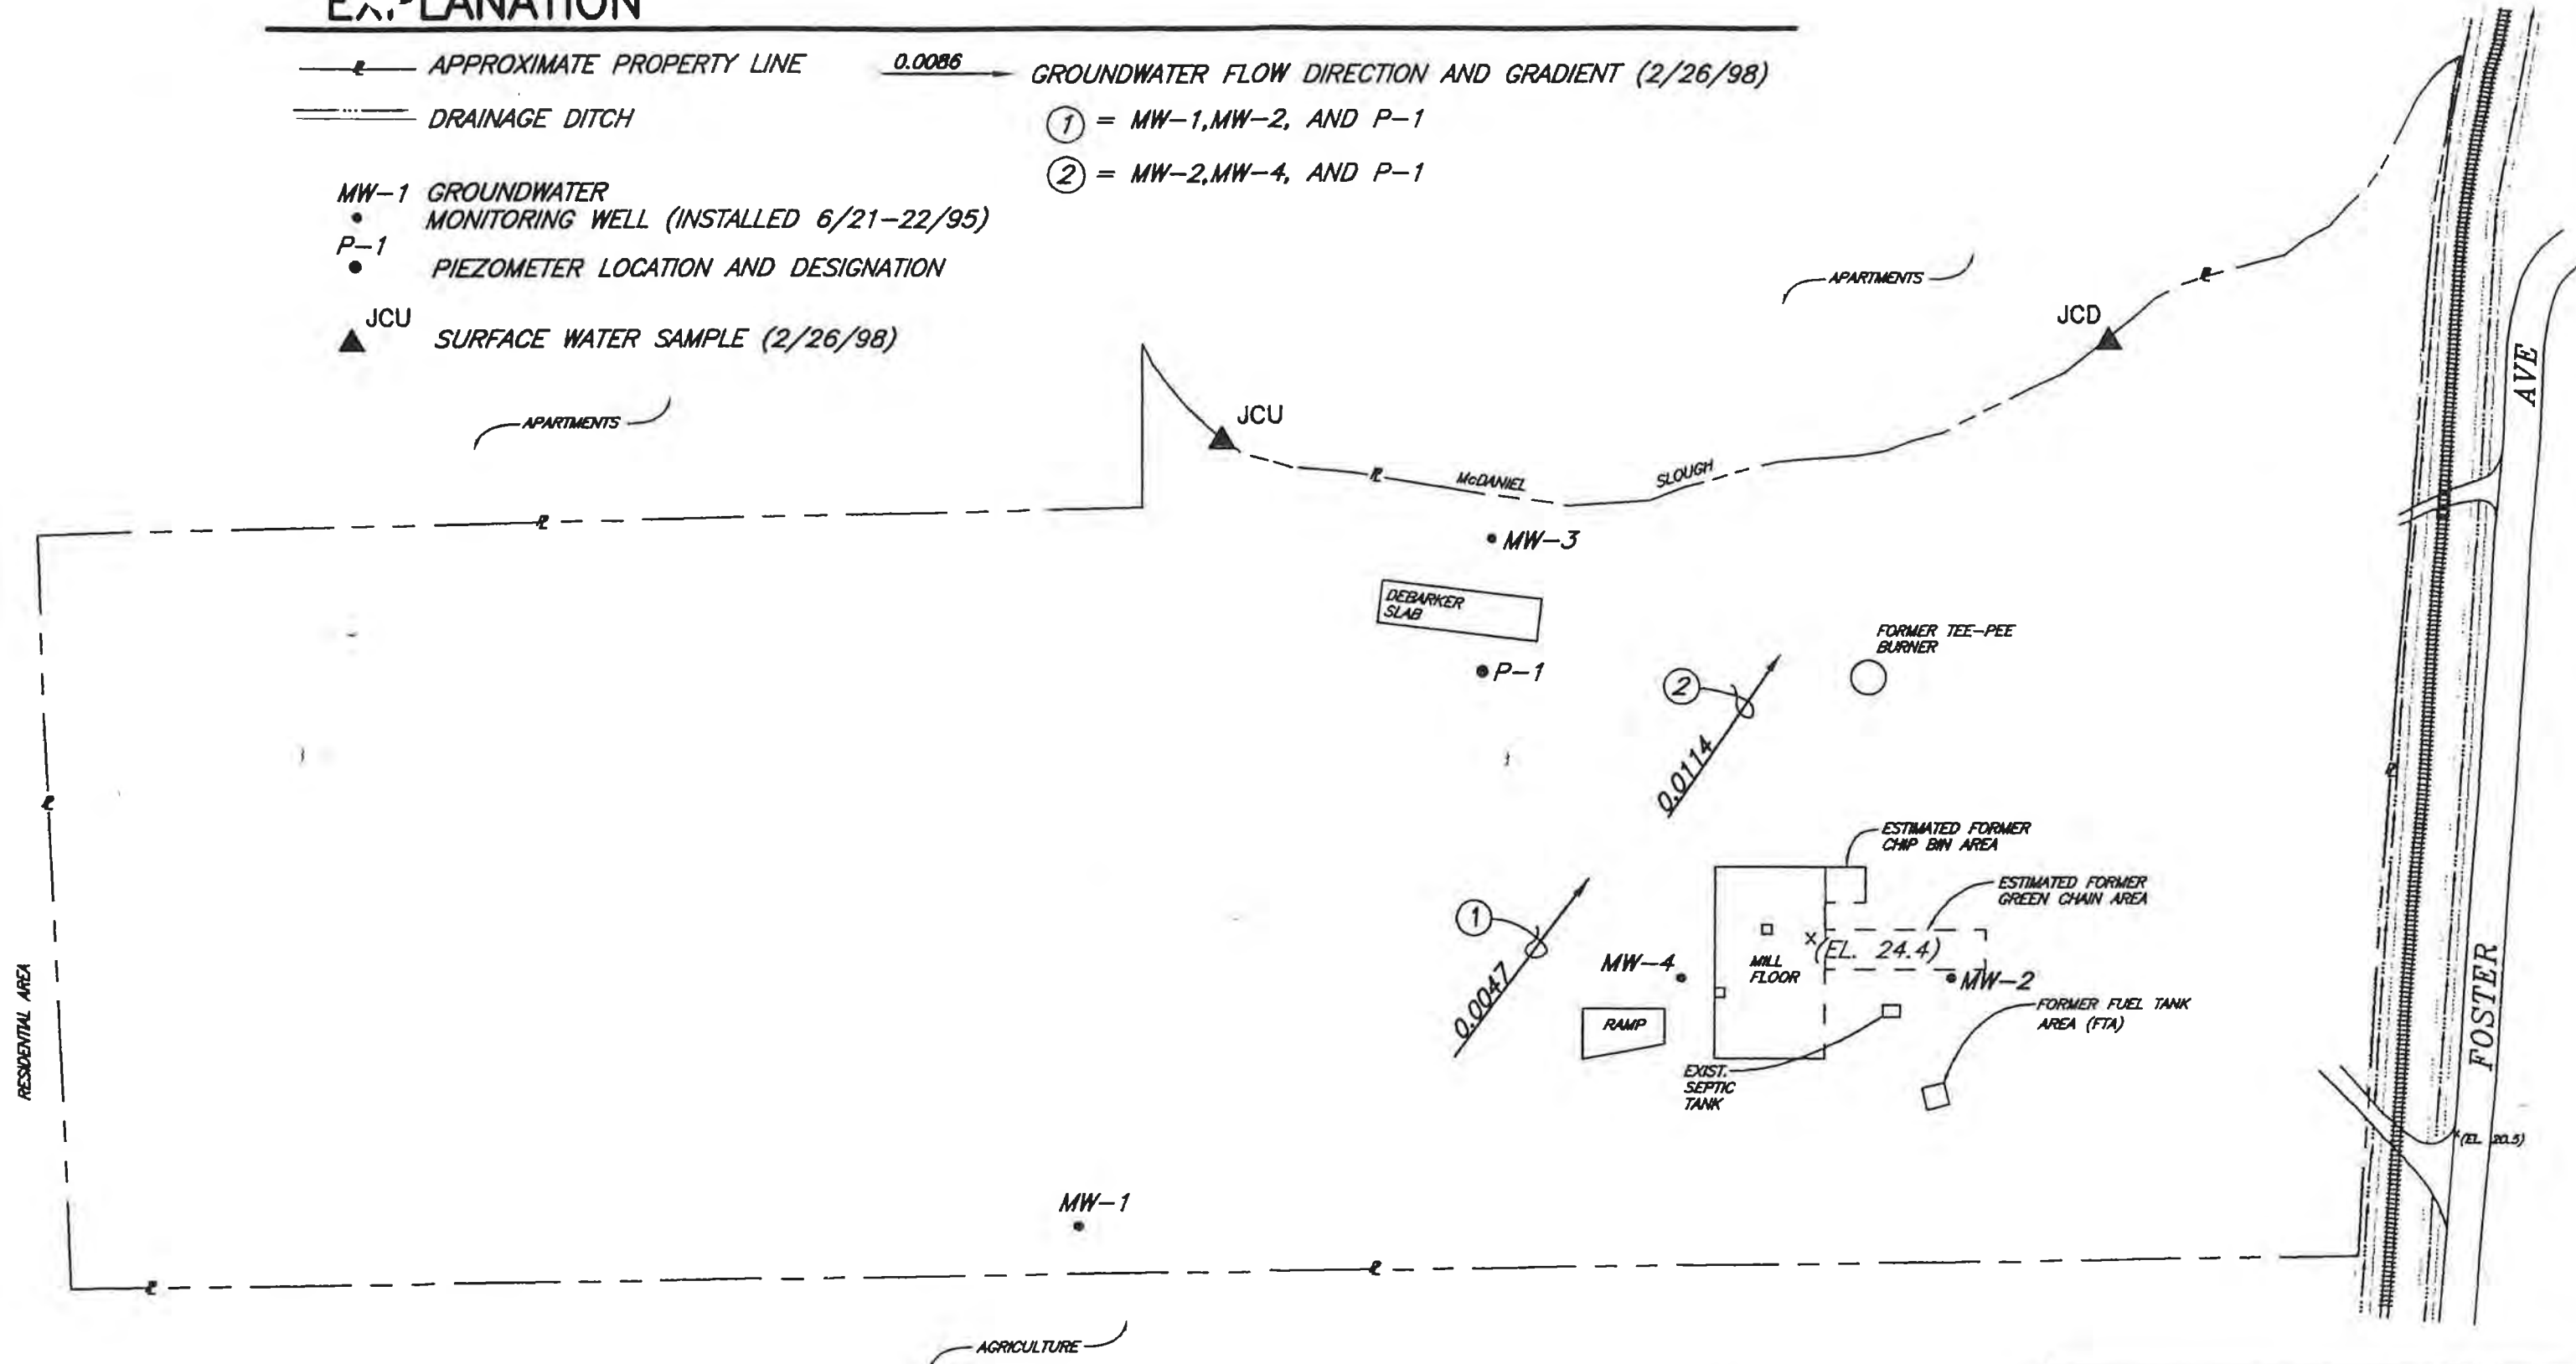 EXPLANATION
APPROXIMATE PROPERTY LINE
DRAINAGE DITCH
MW-1 GROUNDWATER
MONITORING WELL (INSTALLED 6/21-22/95)
P-1
PIEZOMETER LOCATION AND DESIGNATION
JCU
SURFACE WATER SAMPLE (2/26/98)
0.0086
GROUNDWATER FLOW DIRECTION AND GRADIENT (2/26/98)
1 = MW-1,MW-2, AND P-1
2 = MW-2,MW-4, AND P-1
APARTMENTS
APARTMENTS
JCU
JCD
McDANIEL
SLOUGH
MW-3
DEBARKER
SLAB
P-1
FORMER TEE-PEE
BURNER
2
0.0114
ESTIMATED FORMER
CHIP BIN AREA
ESTIMATED FORMER
GREEN CHAIN AREA
1
0.0047
MW-4
MILL
FLOOR
x (EL. 24.4)
MW-2
RAMP
FORMER FUEL TANK
AREA (FTA)
EXIST.
SEPTIC
TANK
MW-1
RESIDENTIAL AREA
AGRICULTURE
FOSTER AVE
x (EL. 20.5)